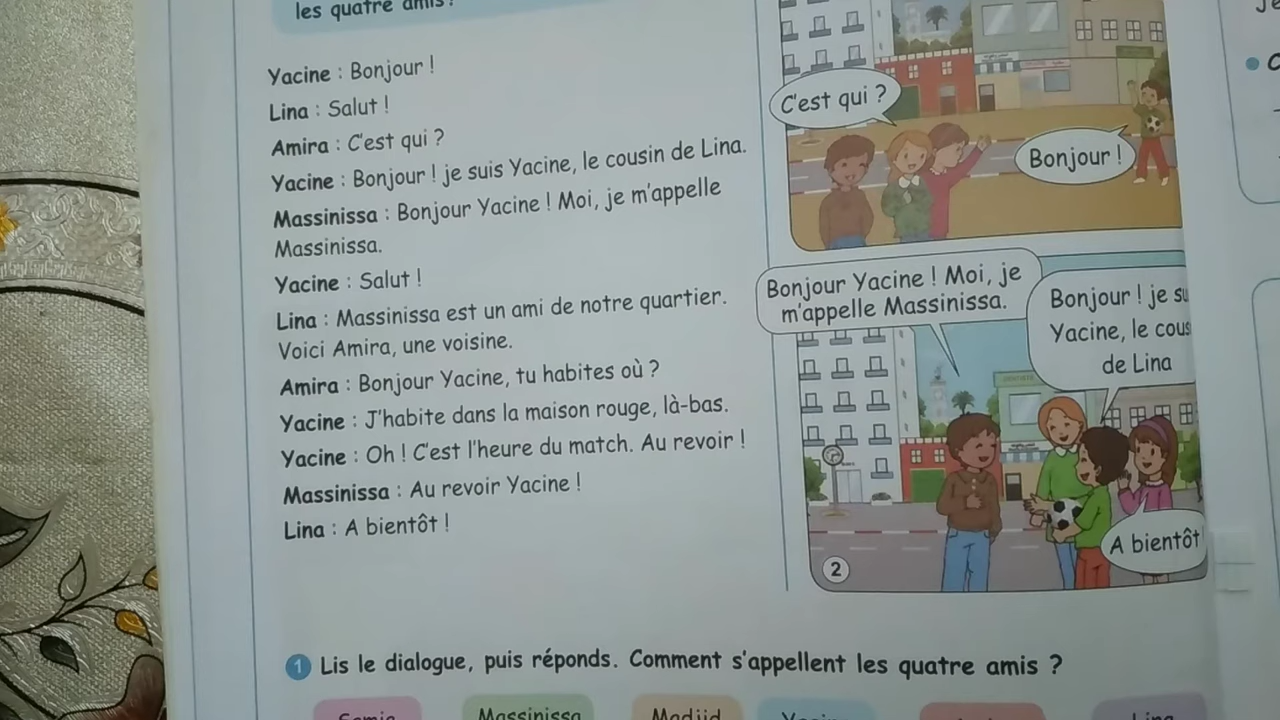 les quatre amis ?
Yacine : Bonjour !
Lina : Salut !
Amira : C'est qui ?
Yacine : Bonjour ! je suis Yacine, le cousin de Lina.
Massinissa : Bonjour Yacine ! Moi, je m'appelle
Massinissa.
Yacine : Salut !
Lina : Massinissa est un ami de notre quartier.
Voici Amira, une voisine.
Amira : Bonjour Yacine, tu habites où ?
Yacine : J'habite dans la maison rouge, là-bas.
Yacine : Oh ! C'est l'heure du match. Au revoir !
Massinissa : Au revoir Yacine !
Lina : A bientôt !
C'est qui ?
Bonjour !
Bonjour Yacine ! Moi, je
m'appelle Massinissa.
Bonjour ! je su
Yacine, le cous
de Lina
A bientôt
2
1 Lis le dialogue, puis réponds. Comment s'appellent les quatre amis ?
Massinissa
Madjid
Yacine
Lina